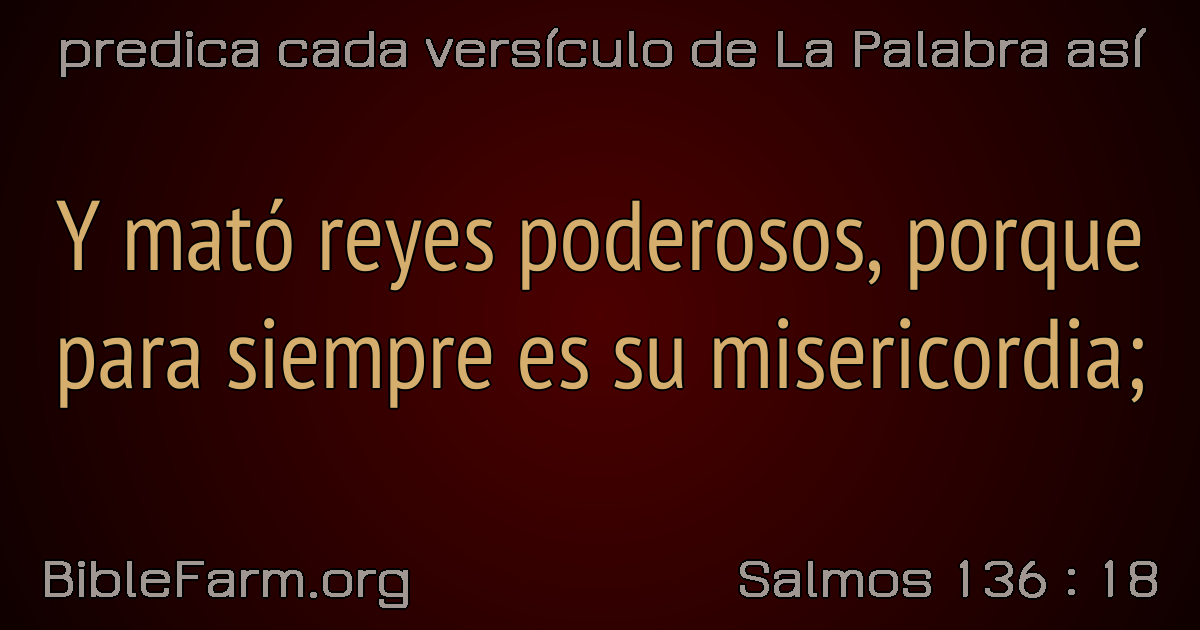 predica cada versículo de La Palabra así
Y mató reyes poderosos, porque
para siempre es su misericordia;
BibleFarm.org
Salmos 136 : 18